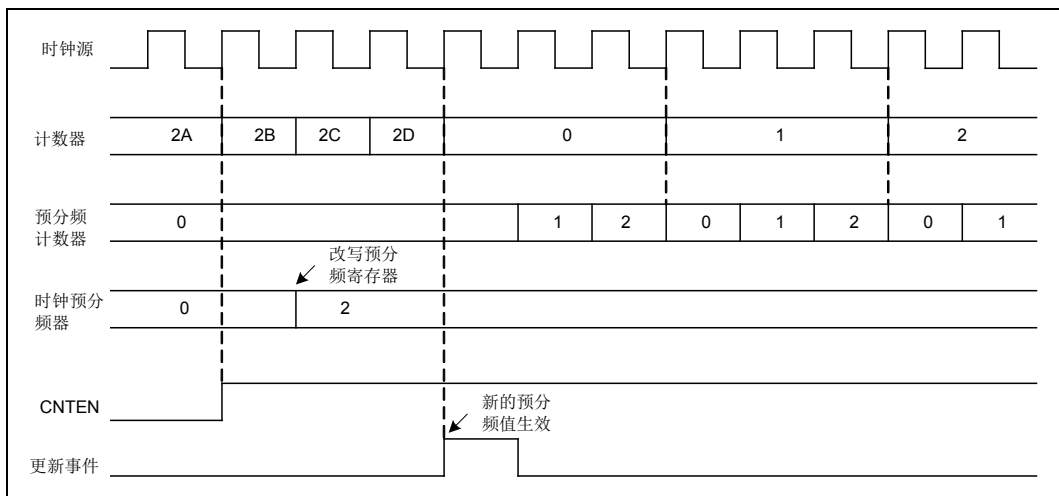 时钟源
计数器
2A 2B 2C 2D 0 1 2
预分频
计数器
0 1 2 0 1 2 0 1
改写预分
频寄存器
时钟预分
频器
0 2
CNTEN
新的预分
频值生效
更新事件